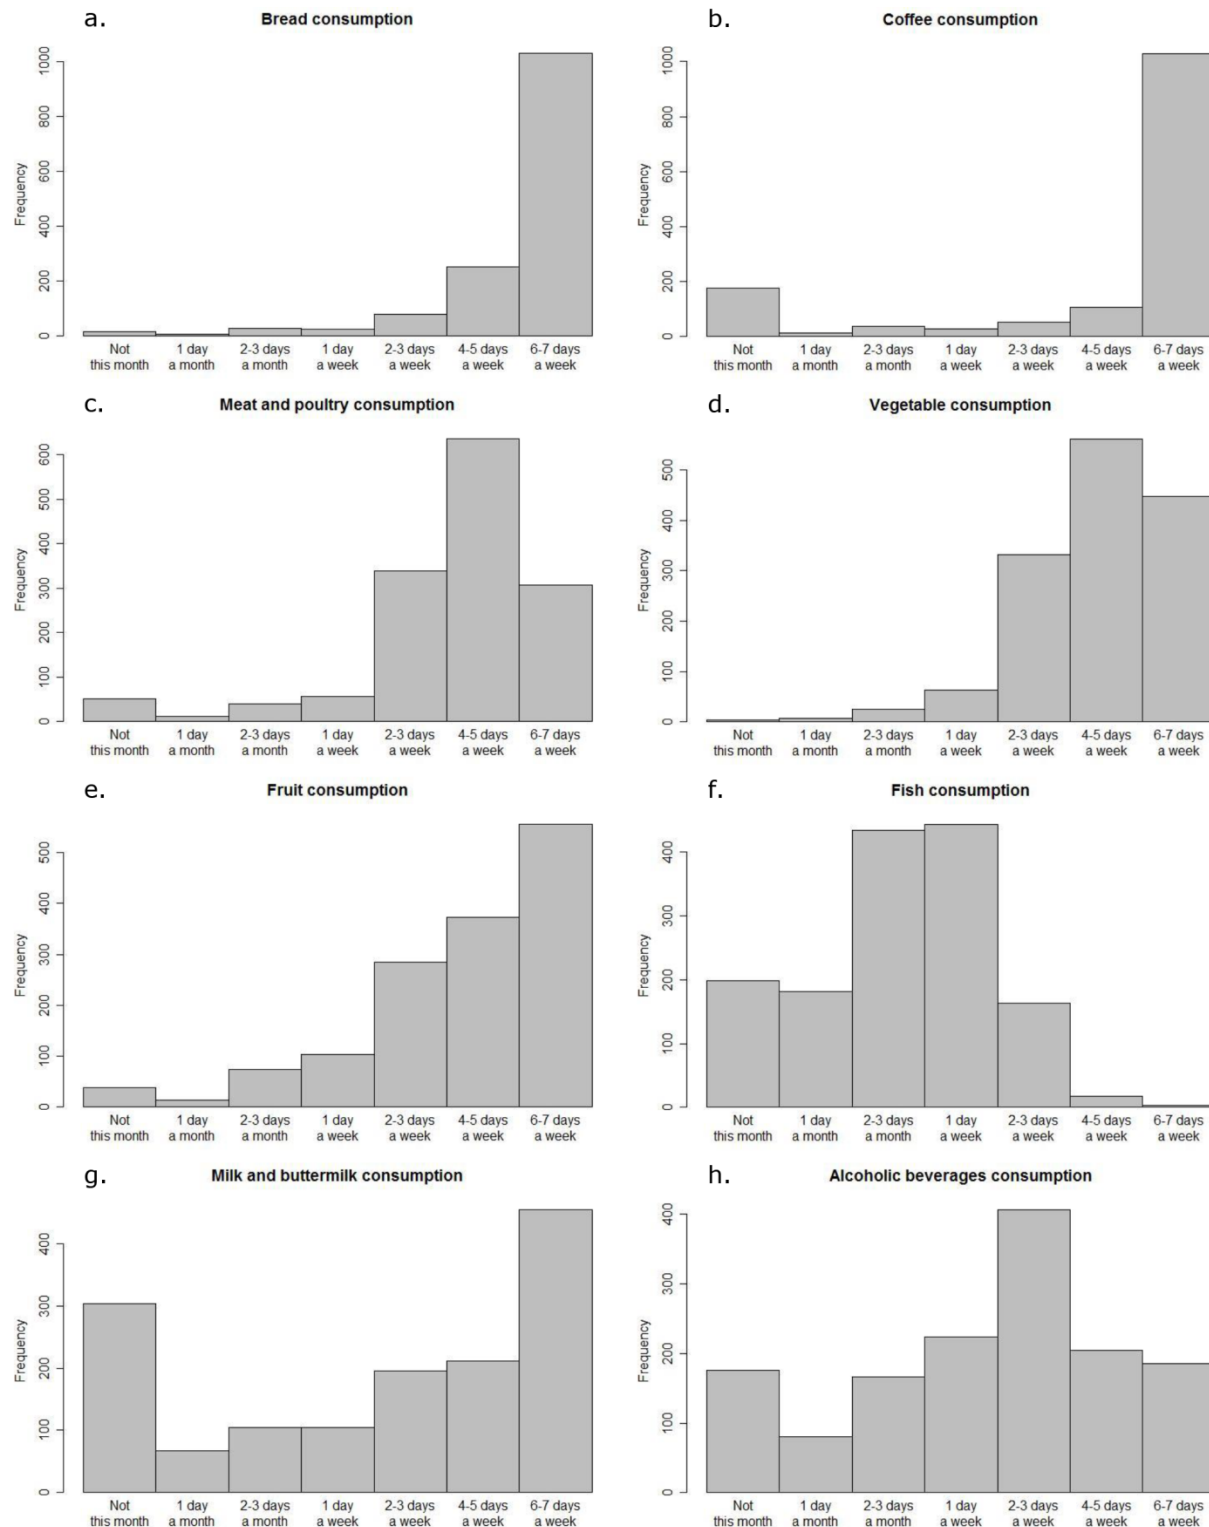 a. Bread consumption
Frequency
1000
800
600
400
200
0
Not this month
1 day a month
2-3 days a month
1 day a week
2-3 days a week
4-5 days a week
6-7 days a week
b. Coffee consumption
Frequency
1000
800
600
400
200
0
Not this month
1 day a month
2-3 days a month
1 day a week
2-3 days a week
4-5 days a week
6-7 days a week
c. Meat and poultry consumption
Frequency
600
500
400
300
200
100
0
Not this month
1 day a month
2-3 days a month
1 day a week
2-3 days a week
4-5 days a week
6-7 days a week
d. Vegetable consumption
Frequency
500
400
300
200
100
0
Not this month
1 day a month
2-3 days a month
1 day a week
2-3 days a week
4-5 days a week
6-7 days a week
e. Fruit consumption
Frequency
500
400
300
200
100
0
Not this month
1 day a month
2-3 days a month
1 day a week
2-3 days a week
4-5 days a week
6-7 days a week
f. Fish consumption
Frequency
400
300
200
100
0
Not this month
1 day a month
2-3 days a month
1 day a week
2-3 days a week
4-5 days a week
6-7 days a week
g. Milk and buttermilk consumption
Frequency
400
300
200
100
0
Not this month
1 day a month
2-3 days a month
1 day a week
2-3 days a week
4-5 days a week
6-7 days a week
h. Alcoholic beverages consumption
Frequency
400
300
200
100
0
Not this month
1 day a month
2-3 days a month
1 day a week
2-3 days a week
4-5 days a week
6-7 days a week